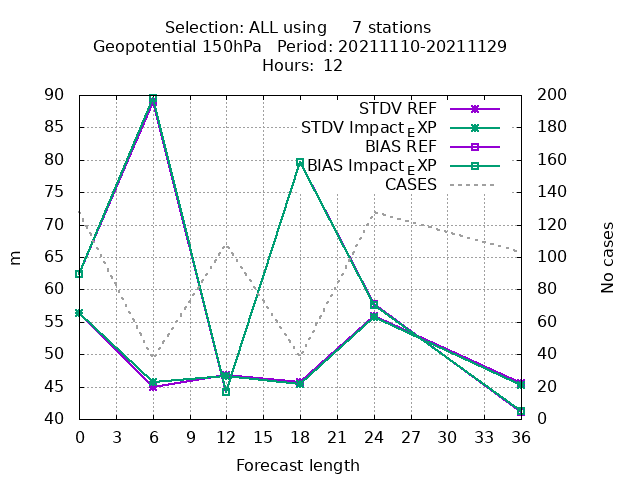 Selection: ALL using     7 stations
Geopotential 150hPa   Period: 20211110-20211129
Hours:  12
90 200
85 180
80 160
75 140
70 120
65 100
60 80
55 60
50 40
45 20
40 0
STDV REF
STDV Impact_EXP
BIAS REF
BIAS Impact_EXP
CASES
m
No cases
0 3 6 9 12 15 18 21 24 27 30 33 36
Forecast length